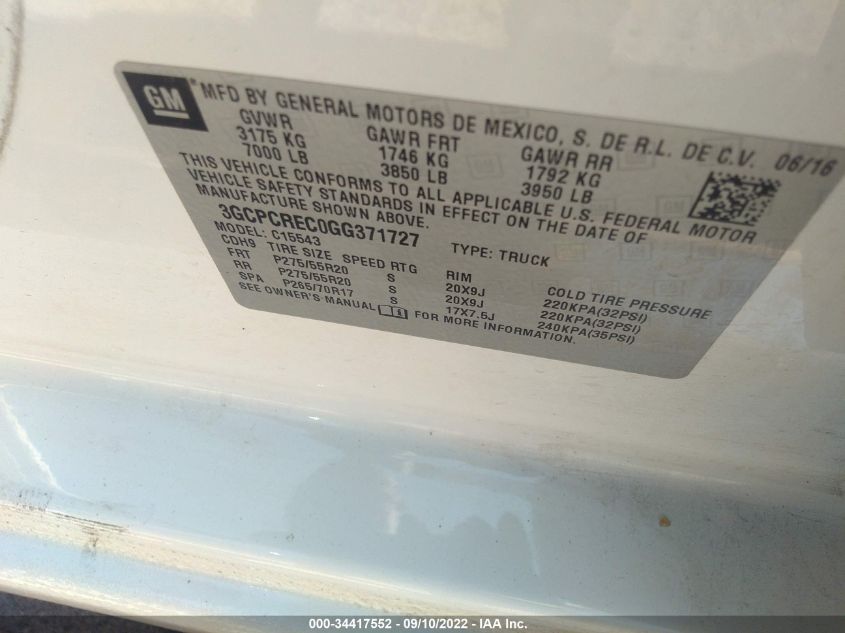 GM
*MFD BY GENERAL MOTORS DE MEXICO, S. DE R.L. DE C.V. 06/16
GVWR GAWR FRT GAWR RR
3175 KG 1746 KG 1792 KG
7000 LB 3850 LB 3950 LB
THIS VEHICLE CONFORMS TO ALL APPLICABLE U.S. FEDERAL MOTOR
VEHICLE SAFETY STANDARDS IN EFFECT ON THE DATE OF
MANUFACTURE SHOWN ABOVE.
3GCPCREC0GG371727 TYPE: TRUCK
MODEL: C15543
CDH9 TIRE SIZE SPEED RTG RIM COLD TIRE PRESSURE
FRT P275/55R20 S 20X9J 220KPA(32PSI)
RR P275/55R20 S 20X9J 220KPA(32PSI)
SPA P265/70R17 S 17X7.5J 240KPA(35PSI)
SEE OWNER'S MANUAL FOR MORE INFORMATION.
000-34417552 - 09/10/2022 - IAA Inc.